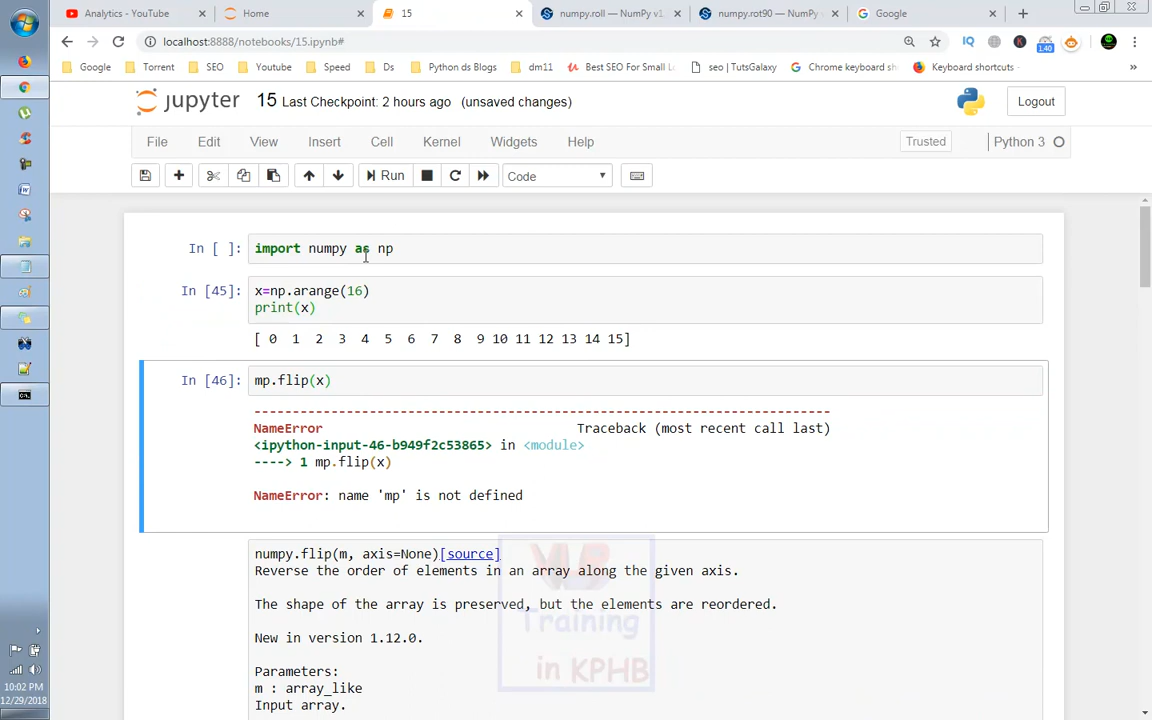 Analytics - YouTube
Home
15
numpy.roll — NumPy v1
numpy.rot90 — NumPy v
Google
localhost:8888/notebooks/15.ipynb#
1.40
Google
Torrent
SEO
Youtube
Speed
Ds
Python ds Blogs
dm11
Best SEO For Small L
seo | TutsGalaxy
Chrome keyboard sh
Keyboard shortcuts
jupyter 15 Last Checkpoint: 2 hours ago (unsaved changes)
Logout
File Edit View Insert Cell Kernel Widgets Help
Trusted
Python 3
Run
Code
In [ ]: import numpy as np
In [45]: x=np.arange(16)
print(x)
[ 0 1 2 3 4 5 6 7 8 9 10 11 12 13 14 15]
In [46]: mp.flip(x)
---------------------------------------------------------------------------
NameError Traceback (most recent call last)
<ipython-input-46-b949f2c53865> in <module>
----> 1 mp.flip(x)
NameError: name 'mp' is not defined
numpy.flip(m, axis=None)[source]
Reverse the order of elements in an array along the given axis.
The shape of the array is preserved, but the elements are reordered.
Training
New in version 1.12.0.
in KPHB
Parameters:
m : array_like
Input array.
10:02 PM
12/29/2018